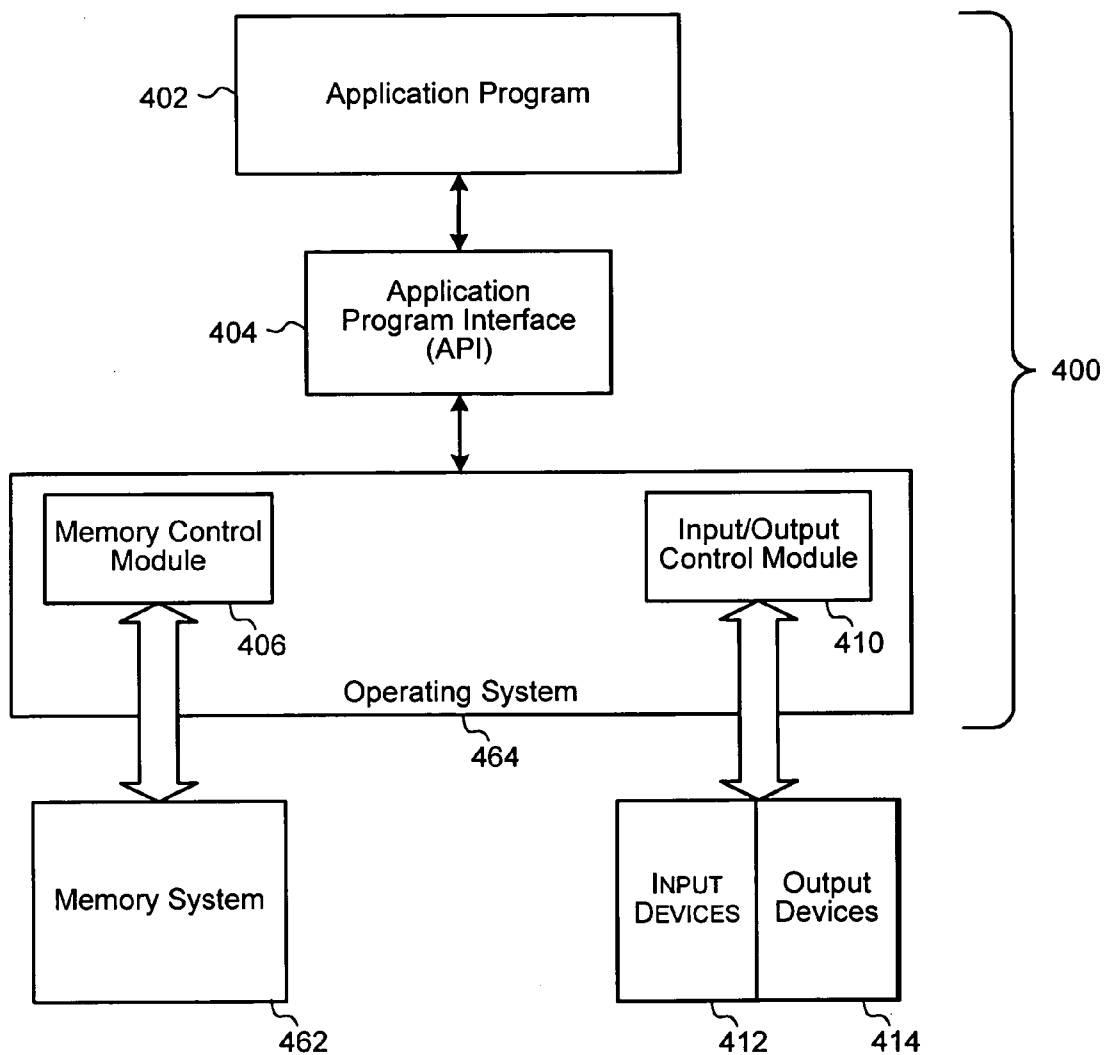 Application Program
402
Application
Program Interface
(API)
404
400
Memory Control
Module
406
Input/Output
Control Module
410
Operating System
464
Memory System
462
INPUT
DEVICES
412
Output
Devices
414